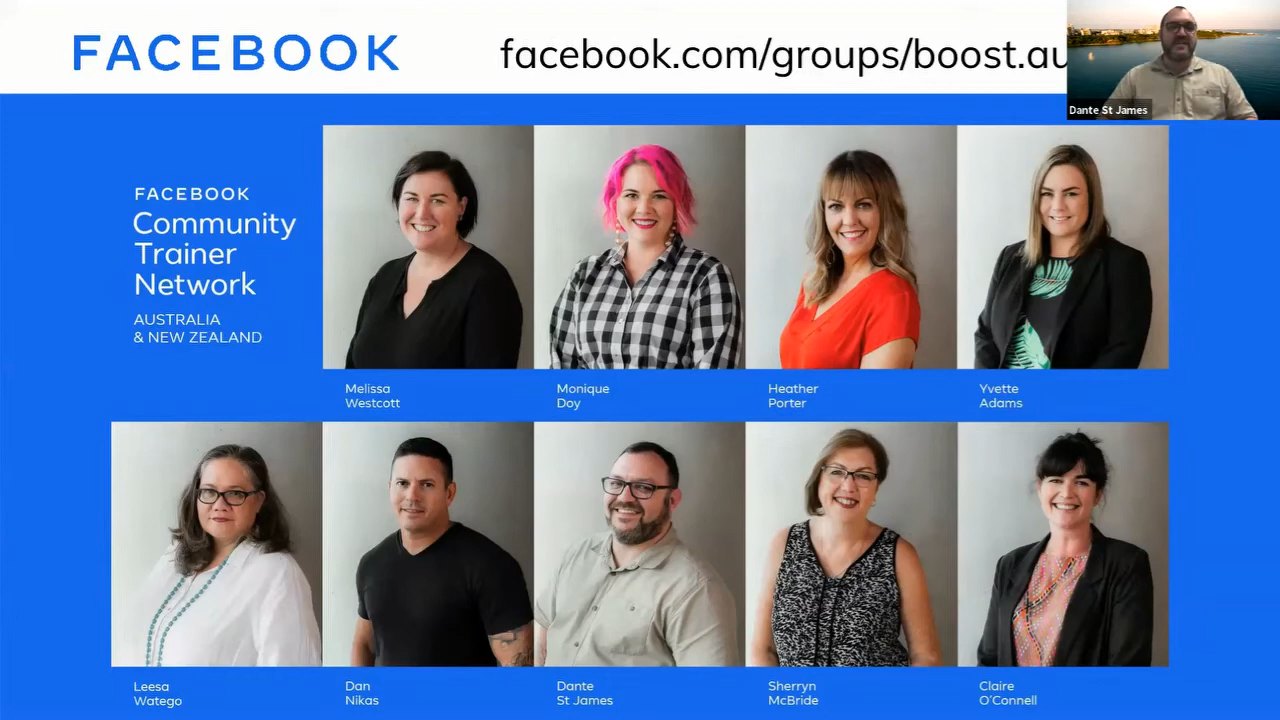 FACEBOOK
facebook.com/groups/boost.au
Dante St James
FACEBOOK
Community
Trainer
Network
AUSTRALIA
& NEW ZEALAND
Melissa
Westcott
Monique
Doy
Heather
Porter
Yvette
Adams
Leesa
Watego
Dan
Nikas
Dante
St James
Sherryn
McBride
Claire
O'Connell